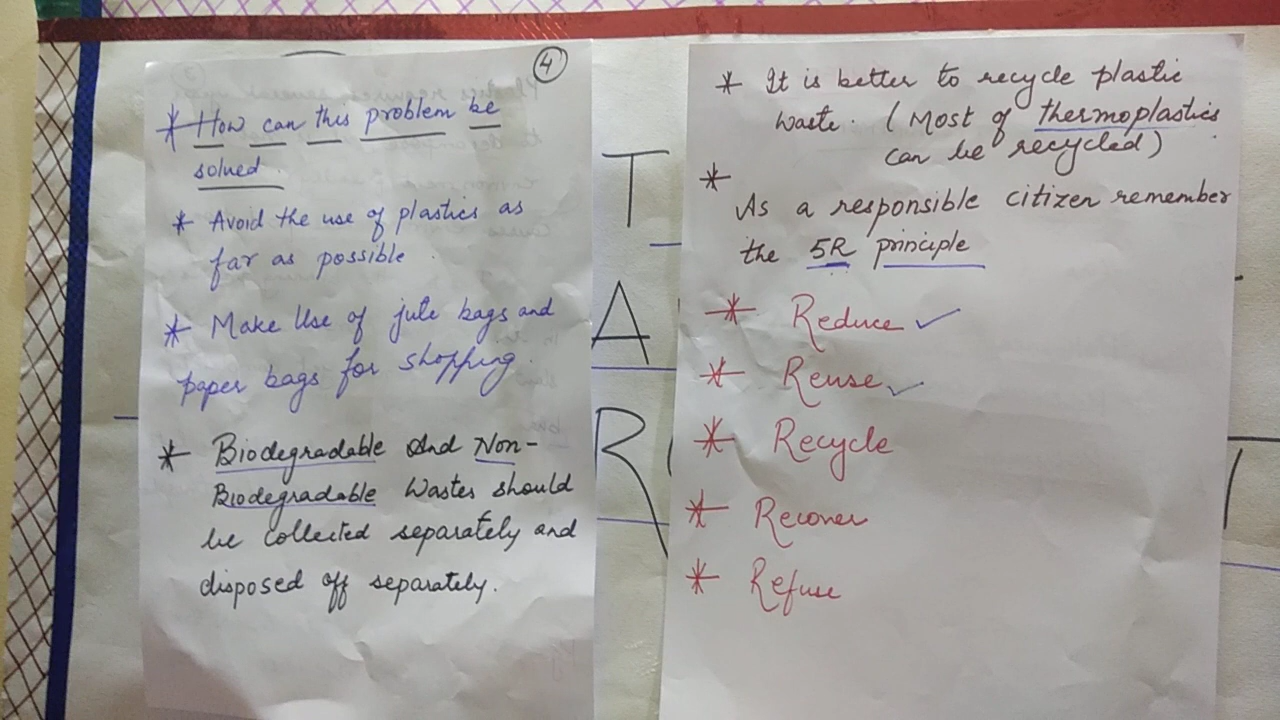 4
* How can this problem be
solved
* Avoid the use of plastics as
far as possible
* Make Use of jute bags and
paper bags for shopping.
* Biodegradable And Non-
Biodegradable Wastes should
be collected separately and
disposed off separately.
* It is better to recycle plastic
waste. (Most of thermoplastics
can be recycled)
*
As a responsible citizen remember
the 5R principle
* Reduce ✓
* Reuse ✓
* Recycle
* Recover
* Refuse
T
A
R